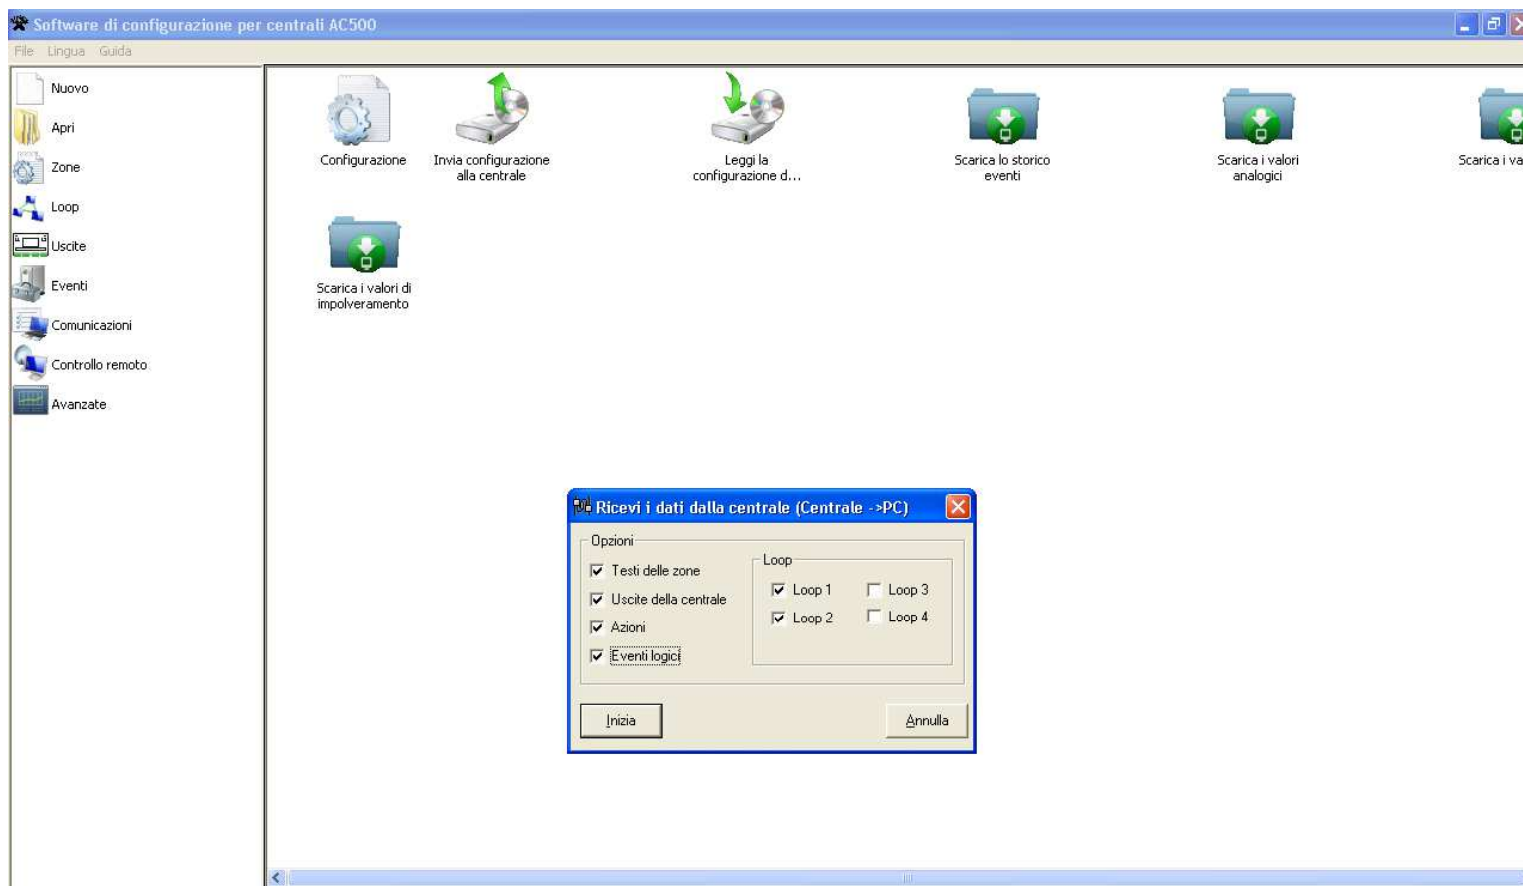 Software di configurazione per centrali AC500
File Lingua Guida
Nuovo
Apri
Zone
Loop
Uscite
Eventi
Comunicazioni
Controllo remoto
Avanzate
Configurazione
Invia configurazione
alla centrale
Leggi la
configurazione d...
Scarica lo storico
eventi
Scarica i valori
analogici
Scarica i va
Scarica i valori di
impolveramento
Ricevi i dati dalla centrale (Centrale ->PC)
Opzioni
Testi delle zone
Uscite della centrale
Azioni
Eventi logici
Loop
Loop 1 Loop 3
Loop 2 Loop 4
Inizia Annulla